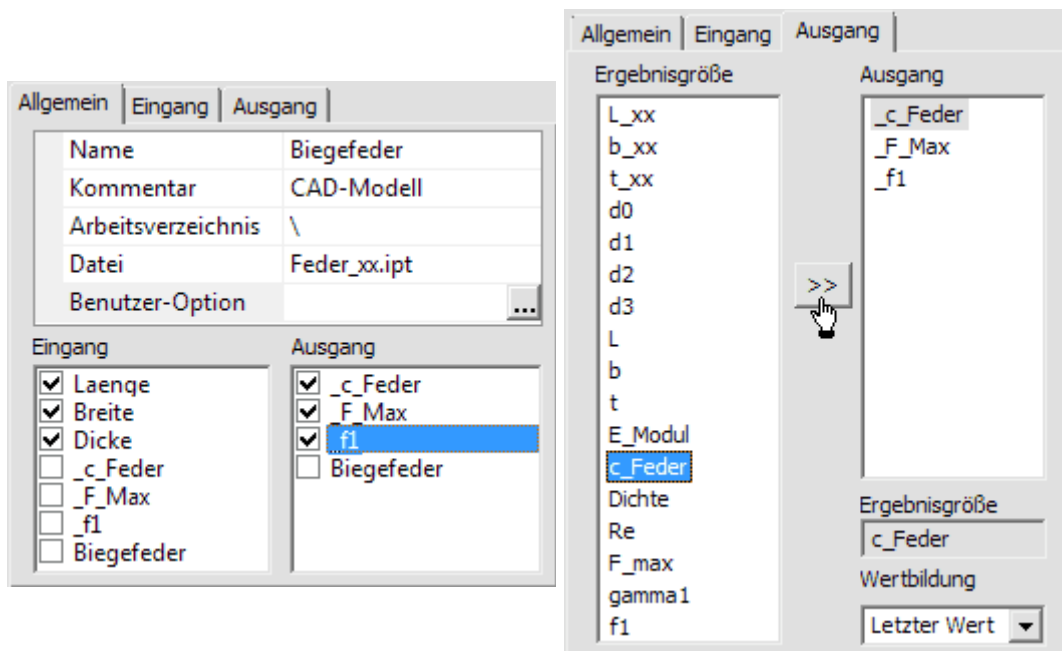 Allgemein Eingang Ausgang
Name Biegefeder
Kommentar CAD-Modell
Arbeitsverzeichnis \
Datei Feder_xx.ipt
Benutzer-Option ...
Eingang Ausgang
Laenge _c_Feder
Breite _F_Max
Dicke _f1
_c_Feder Biegefeder
_F_Max
_f1
Biegefeder
Allgemein Eingang Ausgang
Ergebnisgröße Ausgang
L_xx _c_Feder
b_xx _F_Max
t_xx _f1
d0
d1
d2
>>
d3
L
b
t
E_Modul
c_Feder
Dichte
Re Ergebnisgröße
F_max c_Feder
gamma1 Wertbildung
f1 Letzter Wert